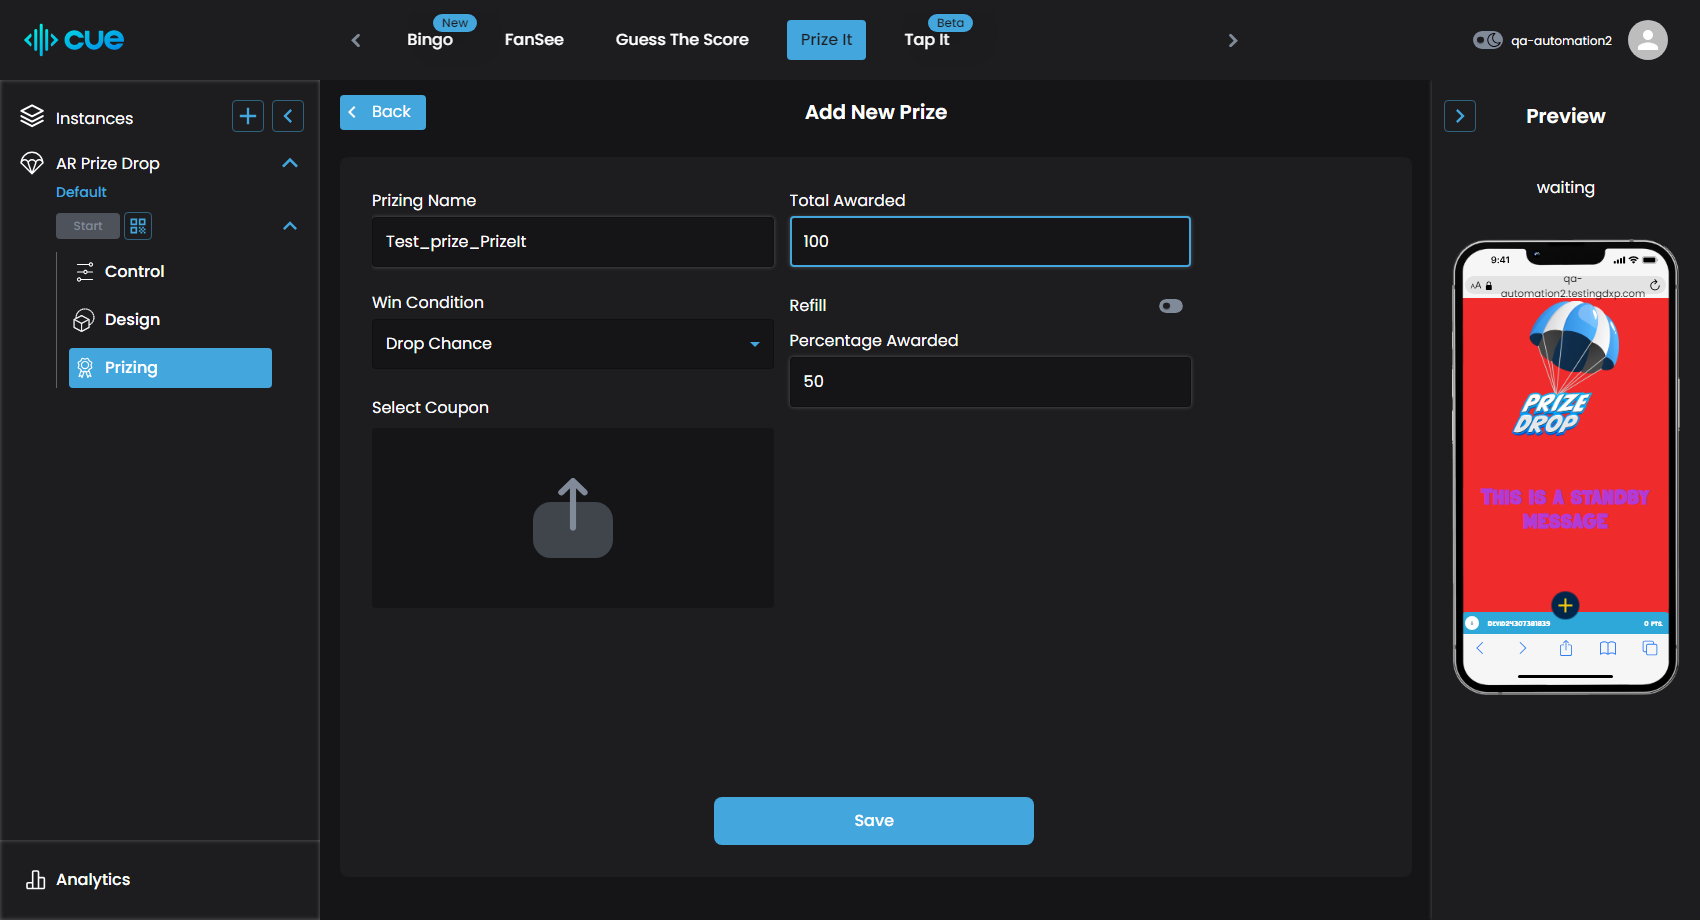 cue
New
Bingo
FanSee
Guess The Score
Prize It
Beta
Tap It
qa-automation2
Instances
AR Prize Drop
Default
Start
Control
Design
Prizing
Analytics
Back
Add New Prize
Prizing Name
Test_prize_PrizeIt
Total Awarded
100
Win Condition
Drop Chance
Refill
Percentage Awarded
50
Select Coupon
Save
Preview
waiting
9:41
AA
qa-
automation2.testingdxp.com
PRIZE
DROP
THIS IS A STANDBY
MESSAGE
0 PTS.